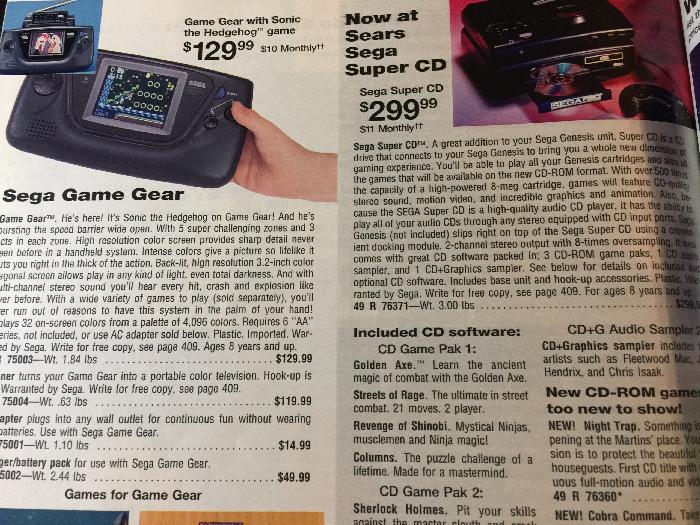 Game Gear with Sonic
the Hedgehog™ game
$129⁹⁹ $10 Monthly††
SEGA
Sega Game Gear
Game Gear™. He's here! It's Sonic the Hedgehog on Game Gear! And he's
bursting the speed barrier wide open. With 5 super challenging zones and 3
acts in each zone. High resolution color screen provides sharp detail never
seen before in a handheld system. Intense colors give a picture so lifelike it
puts you right in the thick of the action. Back-lit, high resolution 3.2-inch color
diagonal screen allows play in any kind of light, even total darkness. And with
multi-channel stereo sound you'll hear every hit, crash and explosion like
ever before. With a wide variety of games to play (sold separately), you'll
never run out of reasons to have this system in the palm of your hand!
plays 32 on-screen colors from a palette of 4,096 colors. Requires 6 "AA"
eries, not included, or use AC adapter sold below. Plastic. Imported. War-
ed by Sega. Write for free copy, see page 409. Ages 8 years and up.
75003—Wt. 1.84 lbs ........ $129.99
ner turns your Game Gear into a portable color television. Hook-up is
Warranted by Sega. Write for free copy, see page 409.
75004—Wt. .63 lbs ........ $119.99
apter plugs into any wall outlet for continuous fun without wearing
batteries. Use with Sega Game Gear.
75001—Wt. 1.10 lbs ........ $14.99
ger/battery pack for use with Sega Game Gear.
5002—Wt. 2.44 lbs ........ $49.99
Games for Game Gear
Now at
Sears
Sega
Super CD
Sega Super CD
$299⁹⁹
$11 Monthly††
SEGA
Sega Super CD™. A great addition to your Sega Genesis unit, Super CD is a CD
drive that connects to your Sega Genesis to bring you a whole new dimension of
gaming experience. You'll be able to play all your Genesis cartridges and also all
the games that will be available on the new CD-ROM format. With over 500 times
the capacity of a high-powered 8-meg cartridge, games will feature CD-quality
stereo sound, motion video, and incredible graphics and animation. Also, be-
cause the SEGA Super CD is a high-quality audio CD player, it has the ability to
play all of your audio CDs through any stereo equipped with CD input ports. Sega
Genesis (not included) slips right on top of the Sega Super CD using a conven-
ient docking module. 2-channel stereo output with 8-times oversampling. It even
comes with great CD software packed in: 3 CD-ROM game paks, 1 CD audio
sampler, and 1 CD+Graphics sampler. See below for details on included and
optional CD software. Includes base unit and hook-up accessories. Plastic. War-
ranted by Sega. Write for free copy, see page 409. For ages 8 years and up.
49 R 76371—Wt. 3.00 lbs ........ $299
Included CD software:
CD Game Pak 1:
Golden Axe.™ Learn the ancient
magic of combat with the Golden Axe.
Streets of Rage. The ultimate in street
combat. 21 moves. 2 player.
Revenge of Shinobi. Mystical Ninjas,
musclemen and Ninja magic!
Columns. The puzzle challenge of a
lifetime. Made for a mastermind.
CD Game Pak 2:
Sherlock Holmes. Pit your skills
against the master sleuth and
CD+G Audio Sampler
CD+Graphics sampler includes
artists such as Fleetwood Mac,
Hendrix, and Chris Isaak.
New CD-ROM games
too new to show!
NEW! Night Trap. Something is
pening at the Martins' place. You
sion is to protect the beautiful
houseguests. First CD title with
uous full-motion audio and vid
49 R 76360*
NEW! Cobra Command.